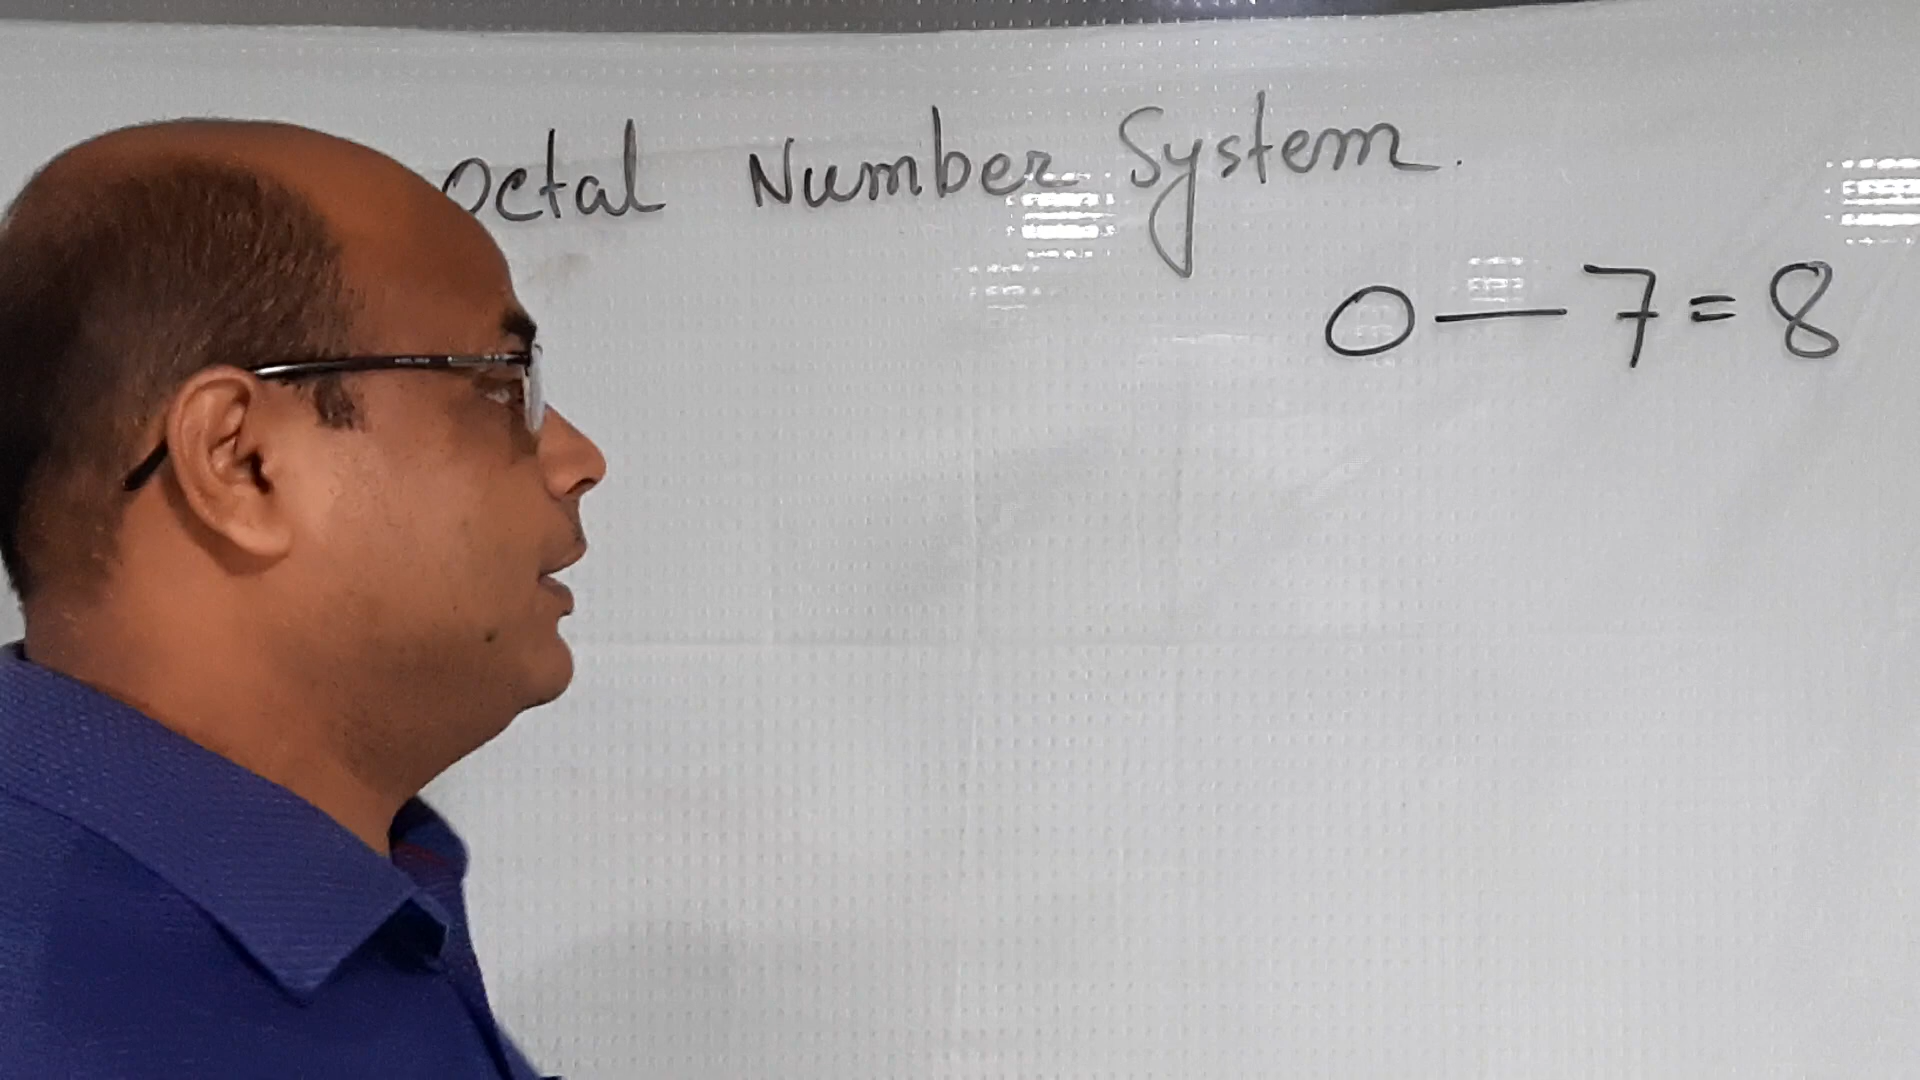 Octal Number System.
0 — 7 = 8